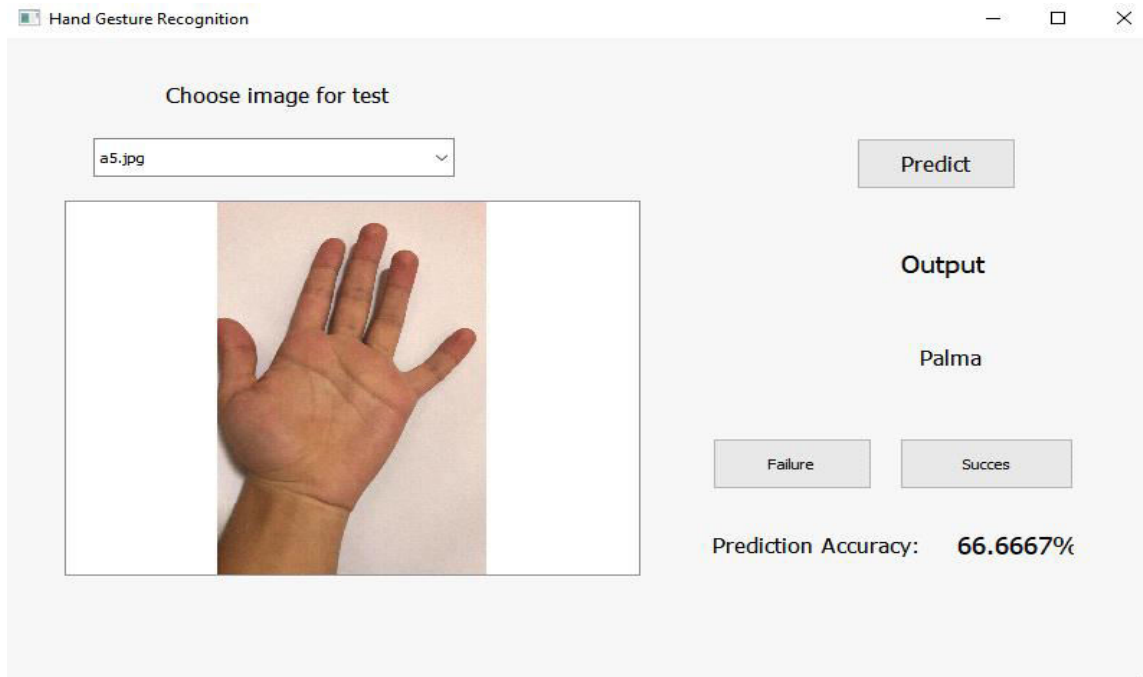 Hand Gesture Recognition
Choose image for test
a5.jpg
Predict
Output
Palma
Failure
Succes
Prediction Accuracy: 66.6667%